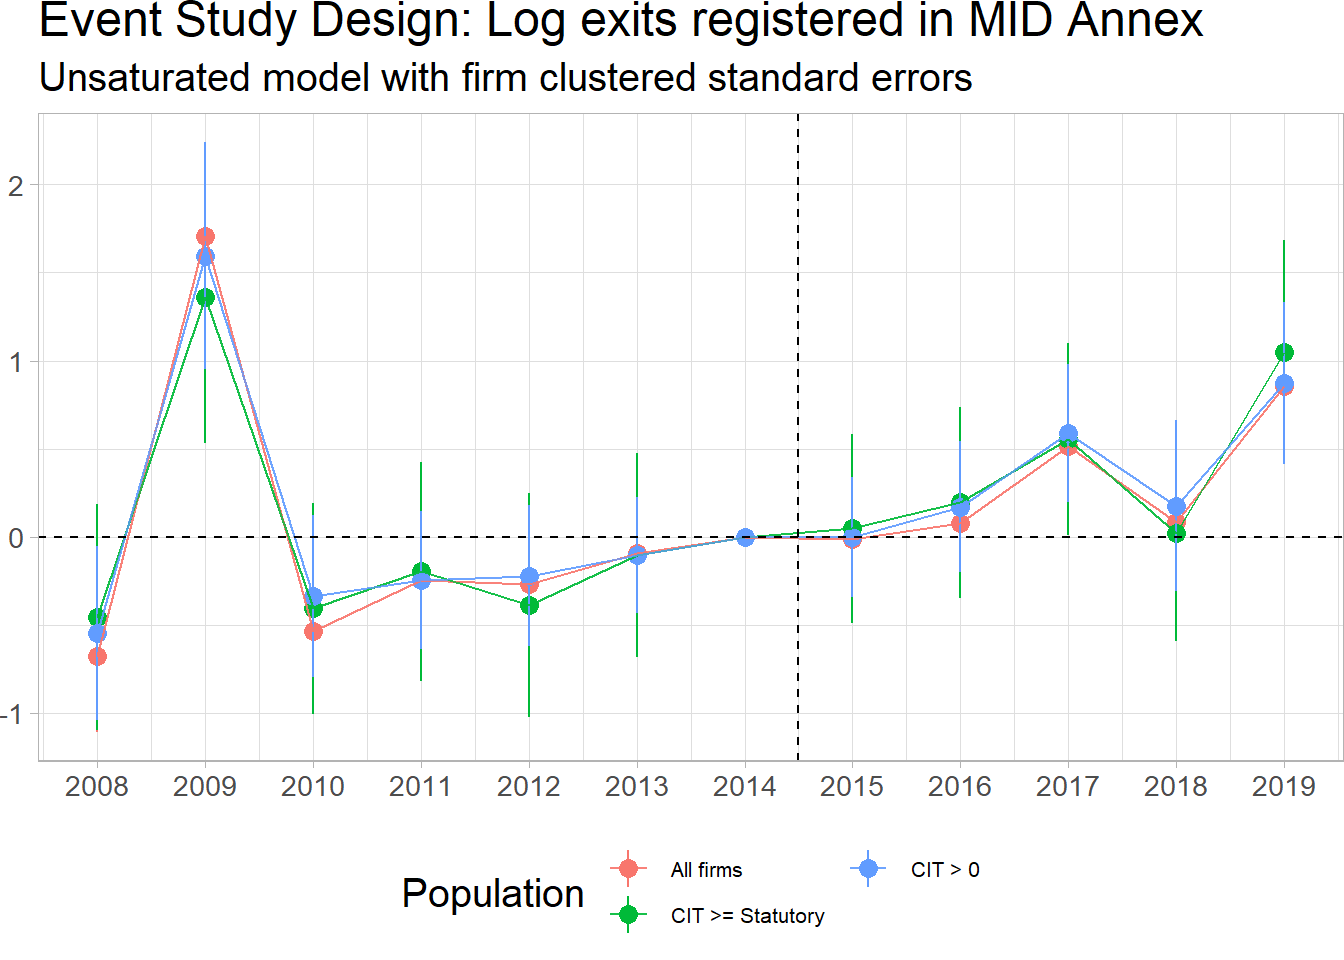 Event Study Design: Log exits registered in MID Annex
Unsaturated model with firm clustered standard errors
2
1
0
-1
2008 2009 2010 2011 2012 2013 2014 2015 2016 2017 2018 2019
Population
All firms
CIT > 0
CIT >= Statutory